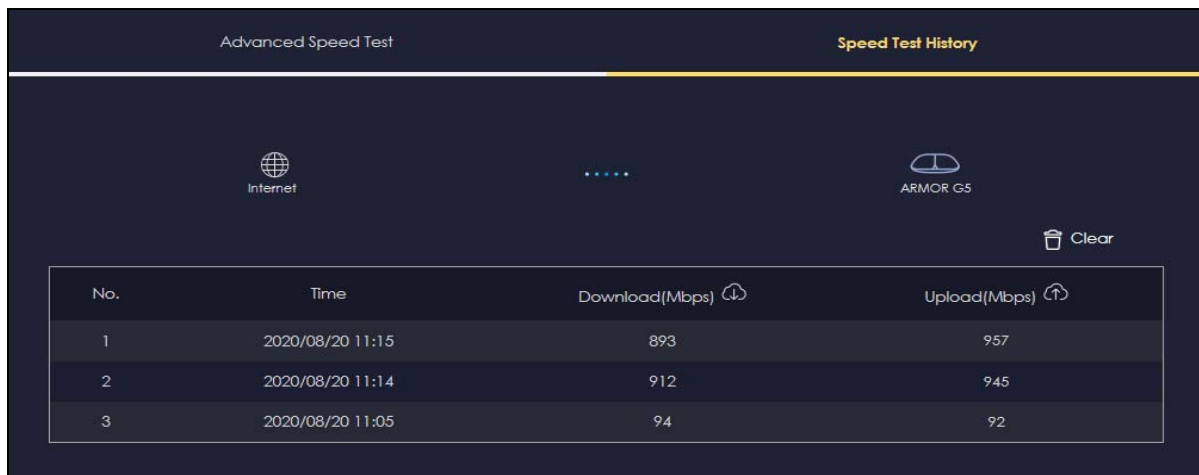 Advanced Speed Test Speed Test History
Internet ARMOR G5
Clear
No. Time Download(Mbps) Upload(Mbps)
1 2020/08/20 11:15 893 957
2 2020/08/20 11:14 912 945
3 2020/08/20 11:05 94 92